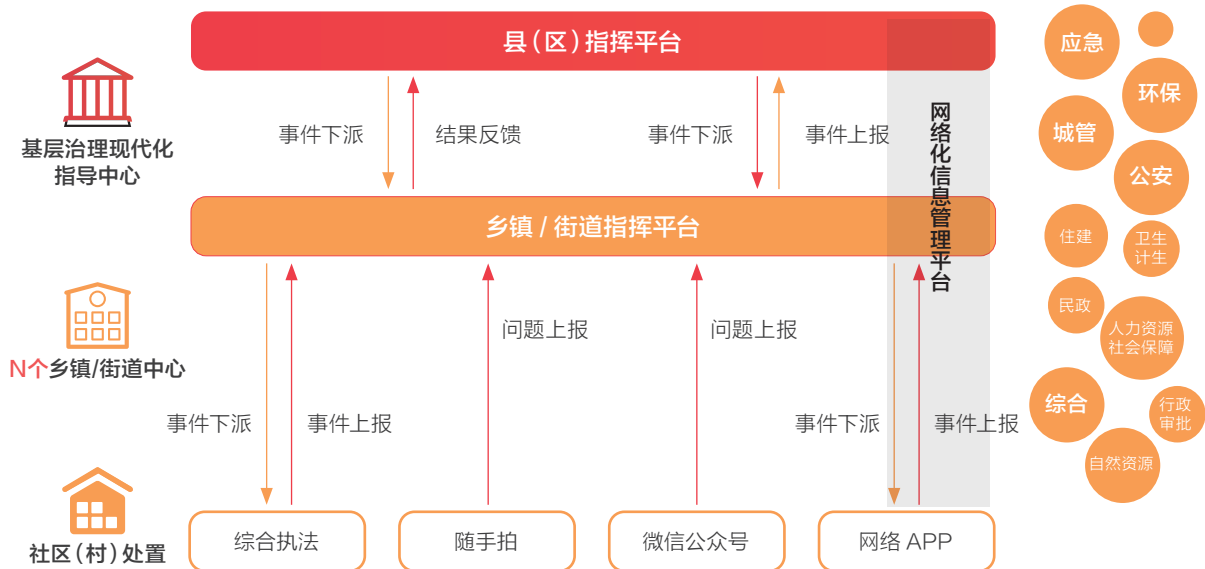 县（区）指挥平台
基层治理现代化
指导中心
事件下派
结果反馈
事件下派
事件上报
网络化信息管理平台
乡镇 / 街道指挥平台
N个乡镇/街道中心
问题上报
问题上报
事件下派
事件上报
事件下派
事件上报
社区（村）处置
综合执法
随手拍
微信公众号
网络 APP
应急
环保
城管
公安
住建
卫生
计生
民政
人力资源
社会保障
综合
行政
审批
自然资源